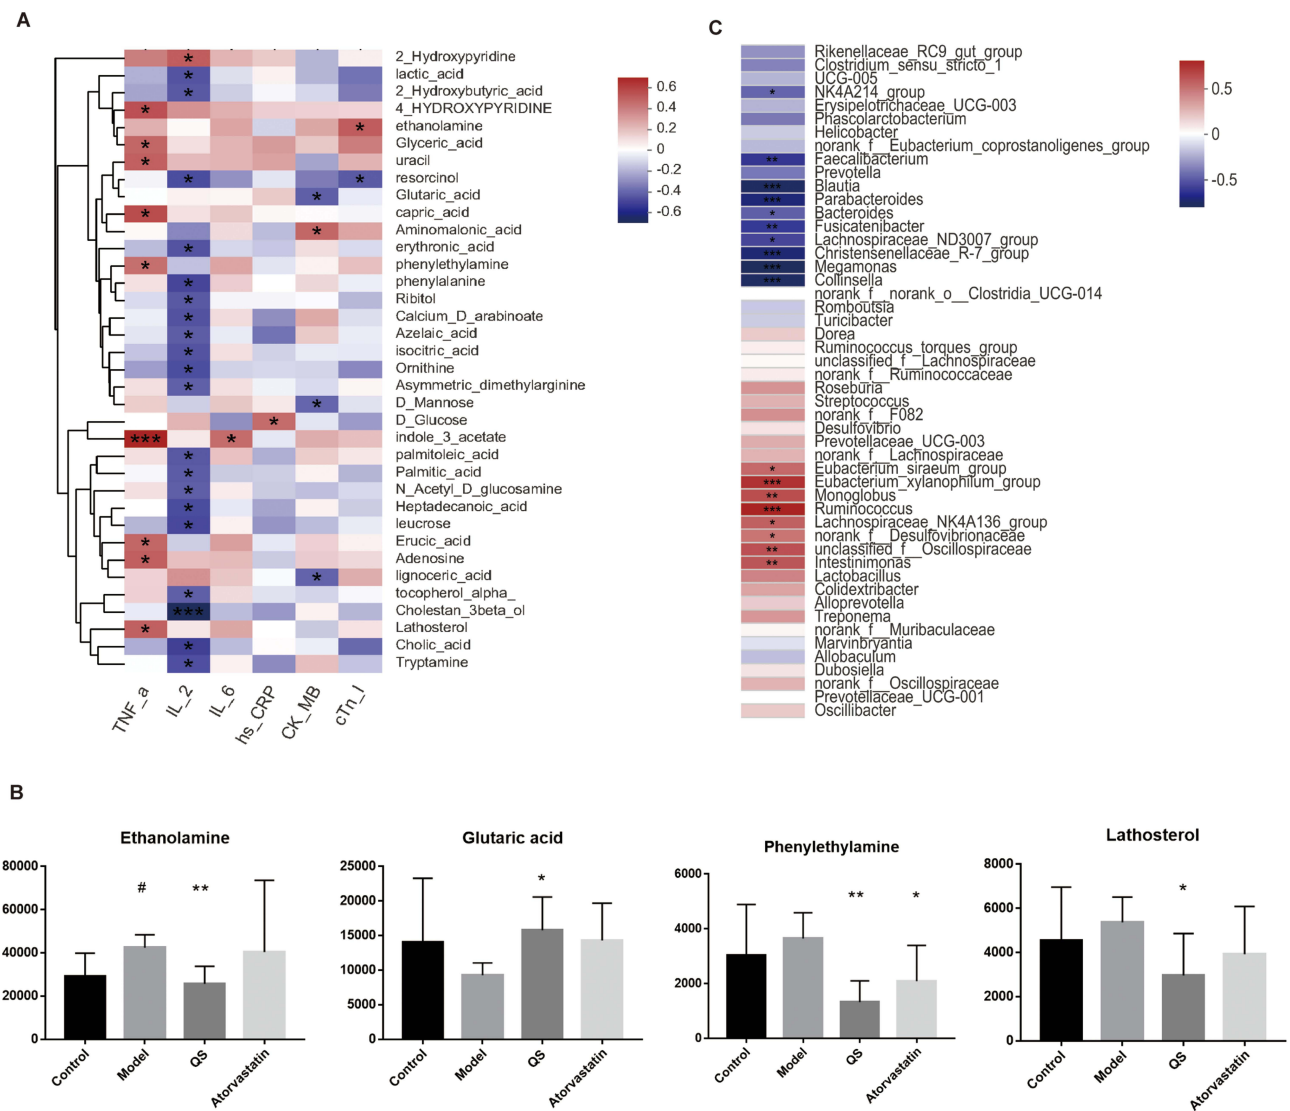 A
2_Hydroxypyridine
lactic_acid
2_Hydroxybutyric_acid
4_HYDROXYPYRIDINE
ethanolamine
Glyceric_acid
uracil
resorcinol
Glutaric_acid
capric_acid
Aminomalonic_acid
erythronic_acid
phenylethylamine
phenylalanine
Ribitol
Calcium_D_arabinoate
Azelaic_acid
isocitric_acid
Ornithine
Asymmetric_dimethylarginine
D_Mannose
D_Glucose
indole_3_acetate
palmitoleic_acid
Palmitic_acid
N_Acetyl_D_glucosamine
Heptadecanoic_acid
leucrose
Erucic_acid
Adenosine
lignoceric_acid
tocopherol_alpha_
Cholestan_3beta_ol
Lathosterol
Cholic_acid
Tryptamine
TNF_a
IL_2
IL_6
hs_CRP
CK_MB
cTn_I
0.6
0.4
0.2
0
-0.2
-0.4
-0.6
C
Rikenellaceae_RC9_gut_group
Clostridium_sensu_stricto_1
UCG-005
NK4A214_group
Erysipelotrichaceae_UCG-003
Phascolarctobacterium
Helicobacter
norank_f__Eubacterium_coprostanoligenes_group
Faecalibacterium
Prevotella
Blautia
Parabacteroides
Bacteroides
Fusicatenibacter
Lachnospiraceae_ND3007_group
Christensenellaceae_R-7_group
Megamonas
Collinsella
norank_f__norank_o__Clostridia_UCG-014
Romboutsia
Turicibacter
Dorea
Ruminococcus_torques_group
unclassified_f__Lachnospiraceae
norank_f__Ruminococcaceae
Roseburia
Streptococcus
norank_f__F082
Desulfovibrio
Prevotellaceae_UCG-003
norank_f__Lachnospiraceae
Eubacterium_siraeum_group
Eubacterium_xylanophilum_group
Monoglobus
Ruminococcus
Lachnospiraceae_NK4A136_group
norank_f__Desulfovibrionaceae
unclassified_f__Oscillospiraceae
Intestinimonas
Lactobacillus
Colidextribacter
Alloprevotella
Treponema
norank_f__Muribaculaceae
Marvinbryantia
Allobaculum
Dubosiella
norank_f__Oscillospiraceae
Prevotellaceae_UCG-001
Oscillibacter
0.5
0
-0.5
B
Ethanolamine
80000
60000
40000
20000
0
# **
Control
Model
QS
Atorvastatin
Glutaric acid
25000
20000
15000
10000
5000
0
*
Control
Model
QS
Atorvastatin
Phenylethylamine
6000
4000
2000
0
** *
Control
Model
QS
Atorvastatin
Lathosterol
8000
6000
4000
2000
0
*
Control
Model
QS
Atorvastatin